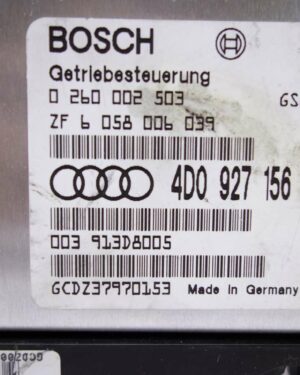 BOSCH
Getriebesteuerung
0 260 002 503 GS
ZF 6 058 006 039
4D0 927 156
003 913D8005
GCDZ37970153 Made in Germany